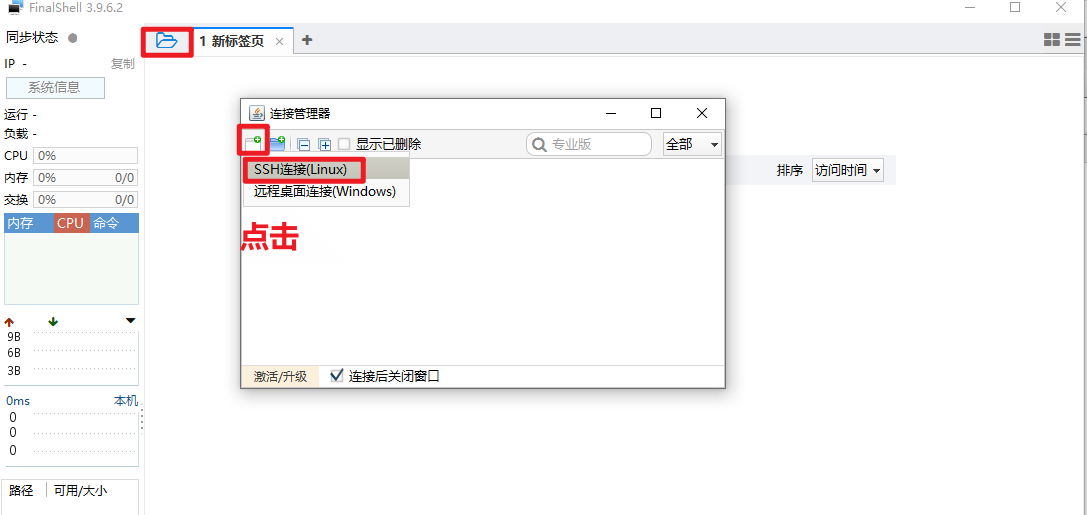 FinalShell 3.9.6.2
同步状态
1 新标签页
IP -
复制
系统信息
运行 -
负载 -
CPU 0%
内存 0% 0/0
交换 0% 0/0
内存 CPU 命令
9B
6B
3B
0ms 本机
0
0
0
路径 可用/大小
连接管理器
显示已删除
专业版
全部
SSH连接(Linux)
远程桌面连接(Windows)
点击
激活/升级
连接后关闭窗口
排序 访问时间